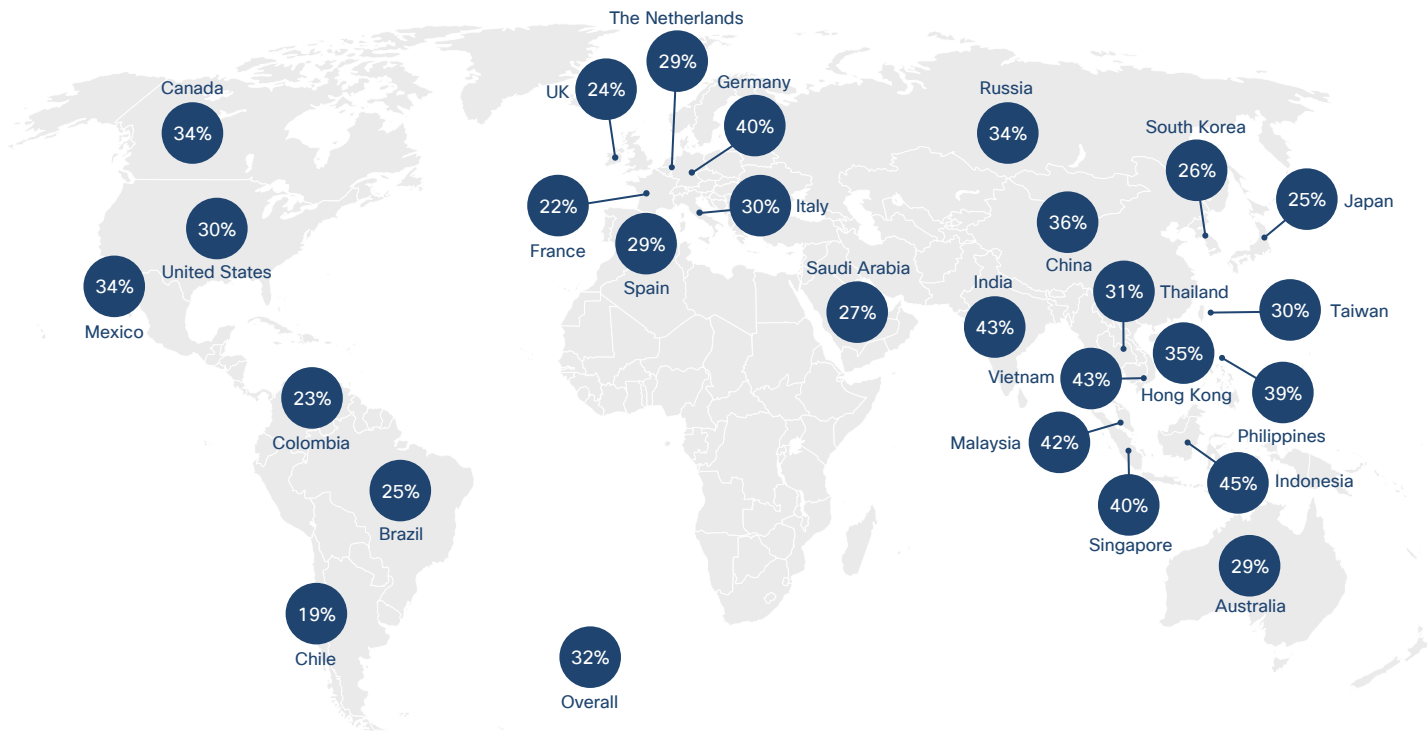 The Netherlands
29%
Canada
34%
UK
24%
Germany
40%
Russia
34%
South Korea
26%
Japan
25%
France
22%
Italy
30%
Spain
29%
United States
30%
Mexico
34%
China
36%
Saudi Arabia
27%
India
43%
Thailand
31%
Taiwan
30%
Vietnam
43%
Hong Kong
35%
Philippines
39%
Colombia
23%
Malaysia
42%
Indonesia
45%
Singapore
40%
Brazil
25%
Australia
29%
Chile
19%
32%
Overall